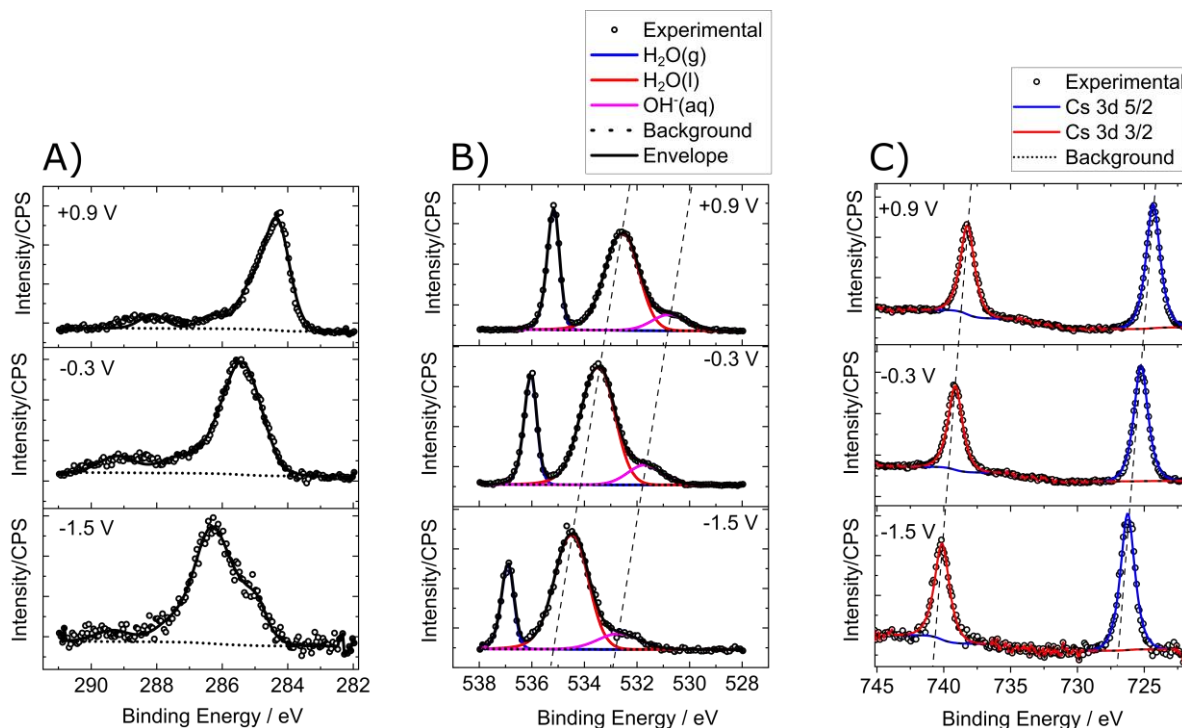 Experimental
H₂O(g)
H₂O(l)
OH⁻(aq)
Background
Envelope
Experimental
Cs 3d 5/2
Cs 3d 3/2
Background
A)
B)
C)
+0.9 V
-0.3 V
-1.5 V
Intensity/CPS
Intensity/CPS
Intensity/CPS
290 288 286 284 282
Binding Energy / eV
+0.9 V
-0.3 V
-1.5 V
Intensity/CPS
Intensity/CPS
Intensity/CPS
538 536 534 532 530 528
Binding Energy / eV
+0.9 V
-0.3 V
-1.5 V
Intensity/CPS
Intensity/CPS
Intensity/CPS
745 740 735 730 725
Binding Energy / eV